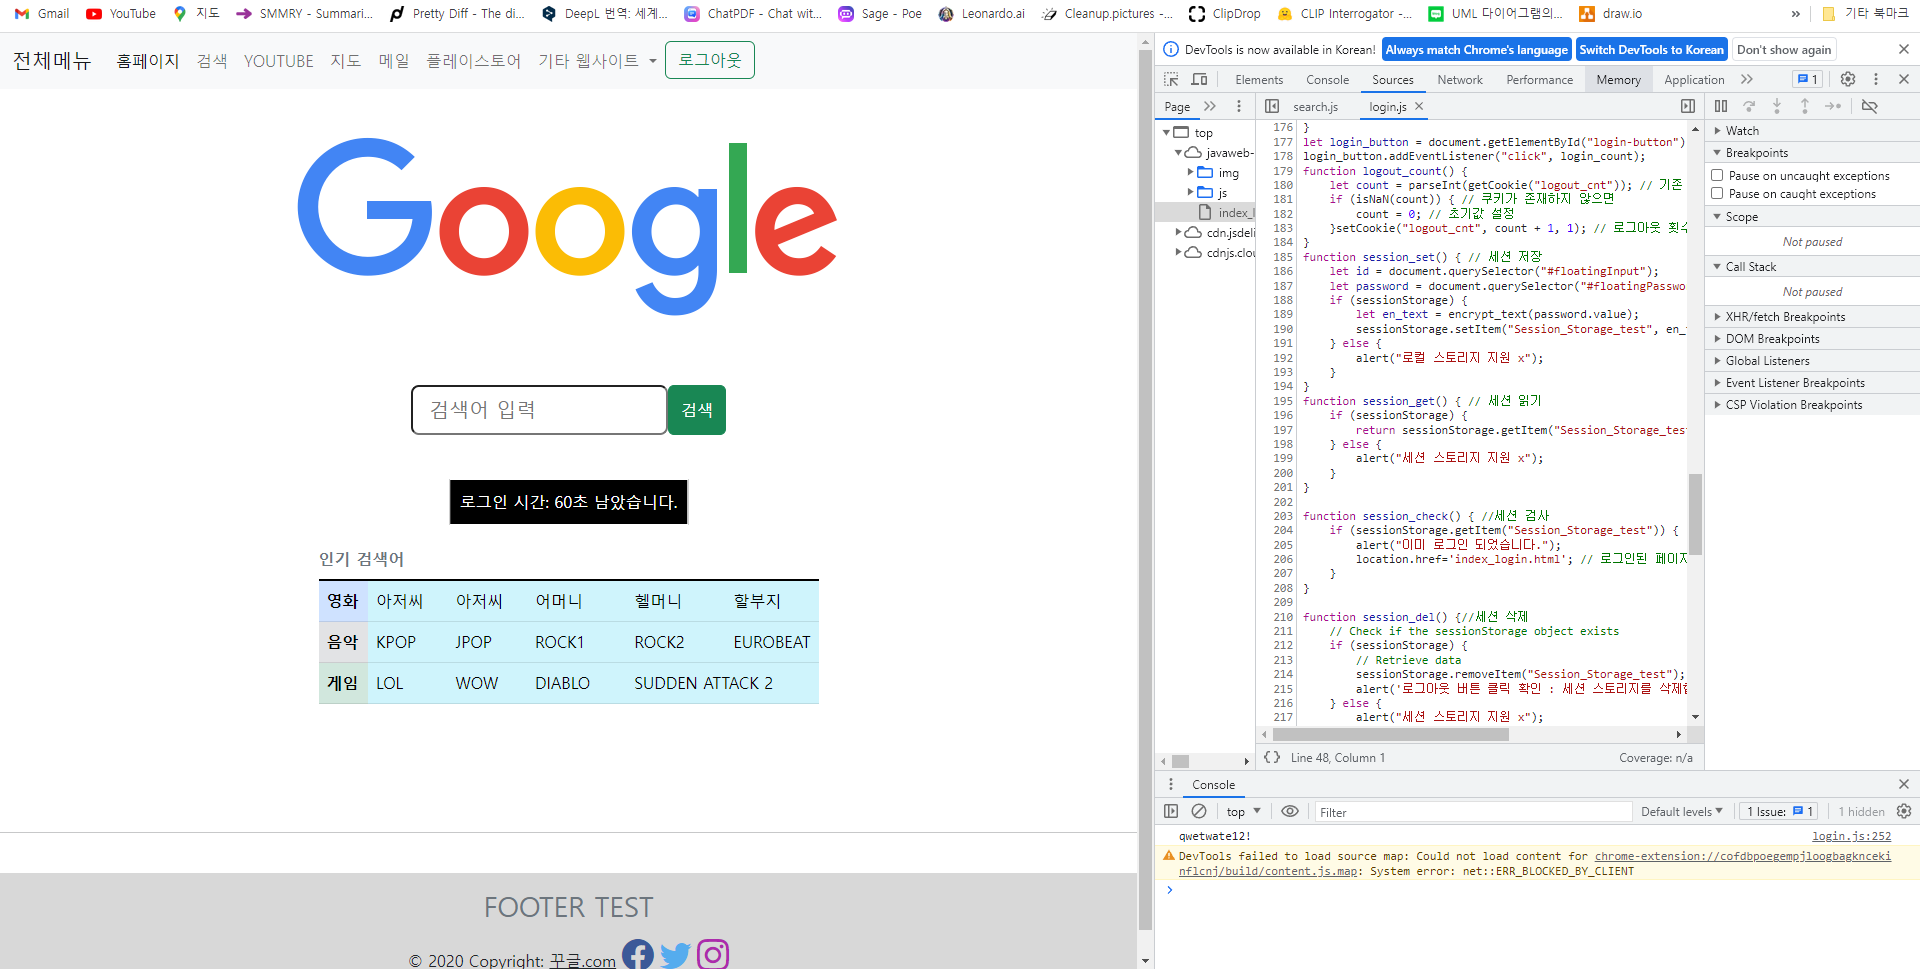 Gmail YouTube 지도 SMMRY - Summari... Pretty Diff - The di... DeepL 번역: 세계... ChatPDF - Chat wit... Sage - Poe Leonardo.ai Cleanup.pictures -... ClipDrop CLIP Interrogator -... UML 다이어그램의... draw.io » 기타 북마크
전체메뉴 홈페이지 검색 YOUTUBE 지도 메일 플레이스토어 기타 웹사이트 로그아웃
Google
검색어 입력 검색
로그인 시간: 60초 남았습니다.
인기 검색어
영화 아저씨 아저씨 어머니 헬머니 할부지
음악 KPOP JPOP ROCK1 ROCK2 EUROBEAT
게임 LOL WOW DIABLO SUDDEN ATTACK 2
FOOTER TEST
© 2020 Copyright: 꾸글.com
DevTools is now available in Korean! Always match Chrome's language Switch DevTools to Korean Don't show again
Elements Console Sources Network Performance Memory Application 1
Page search.js login.js
top
javaweb-
img
js
index_l
cdn.jsdeli
cdnjs.clou
176 }
177 let login_button = document.getElementById("login-button")
178 login_button.addEventListener("click", login_count);
179 function logout_count() {
180 let count = parseInt(getCookie("logout_cnt")); // 기존
181 if (isNaN(count)) { // 쿠키가 존재하지 않으면
182 count = 0; // 초기값 설정
183 }setCookie("logout_cnt", count + 1, 1); // 로그아웃 횟수
184 }
185 function session_set() { // 세션 저장
186 let id = document.querySelector("#floatingInput");
187 let password = document.querySelector("#floatingPasswo
188 if (sessionStorage) {
189 let en_text = encrypt_text(password.value);
190 sessionStorage.setItem("Session_Storage_test", en_t
191 } else {
192 alert("로컬 스토리지 지원 x");
193 }
194 }
195 function session_get() { // 세션 읽기
196 if (sessionStorage) {
197 return sessionStorage.getItem("Session_Storage_tes
198 } else {
199 alert("세션 스토리지 지원 x");
200 }
201 }
202
203 function session_check() { //세션 검사
204 if (sessionStorage.getItem("Session_Storage_test")) {
205 alert("이미 로그인 되었습니다.");
206 location.href='index_login.html'; // 로그인된 페이지
207 }
208 }
209
210 function session_del() {//세션 삭제
211 // Check if the sessionStorage object exists
212 if (sessionStorage) {
213 // Retrieve data
214 sessionStorage.removeItem("Session_Storage_test");
215 alert('로그아웃 버튼 클릭 확인 : 세션 스토리지를 삭제합
216 } else {
217 alert("세션 스토리지 지원 x");
{} Line 48, Column 1 Coverage: n/a
Watch
Breakpoints
Pause on uncaught exceptions
Pause on caught exceptions
Scope
Not paused
Call Stack
Not paused
XHR/fetch Breakpoints
DOM Breakpoints
Global Listeners
Event Listener Breakpoints
CSP Violation Breakpoints
Console
top Filter Default levels 1 Issue: 1 1 hidden
qwetwate12! login.js:252
DevTools failed to load source map: Could not load content for chrome-extension://cofdbpoegempjloogbagknceki
nflcnj/build/content.js.map: System error: net::ERR_BLOCKED_BY_CLIENT